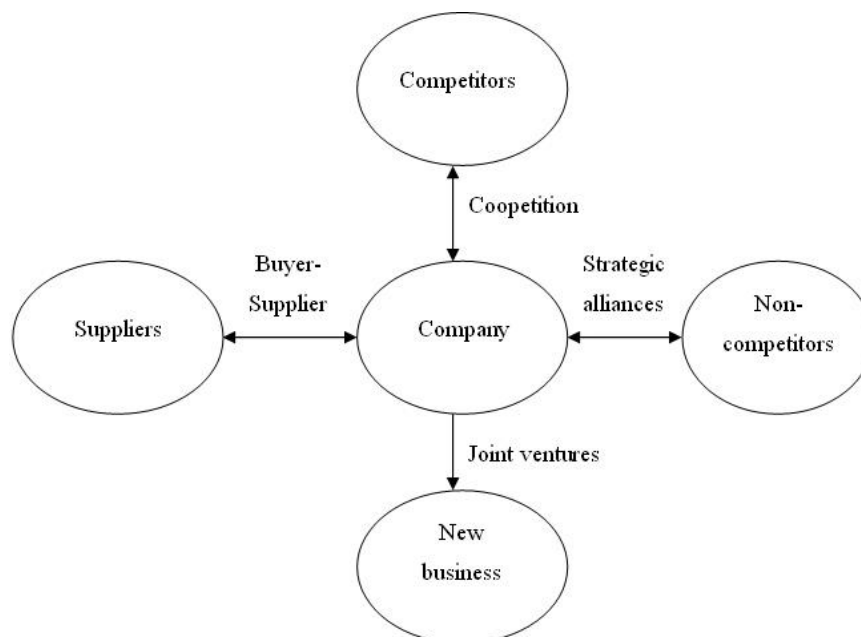 Competitors
Coopetition
Buyer-
Supplier
Strategic
alliances
Suppliers
Company
Non-
competitors
Joint ventures
New
business